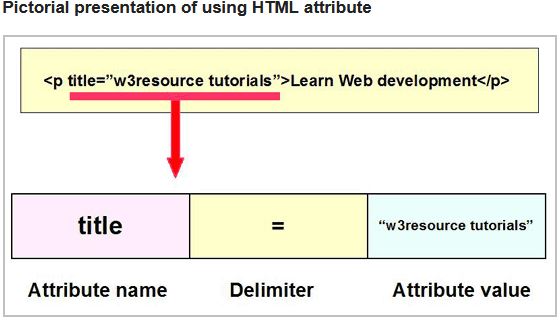 Pictorial presentation of using HTML attribute
<p title=”w3resource tutorials”>Learn Web development</p>
title
=
“w3resource tutorials”
Attribute name
Delimiter
Attribute value